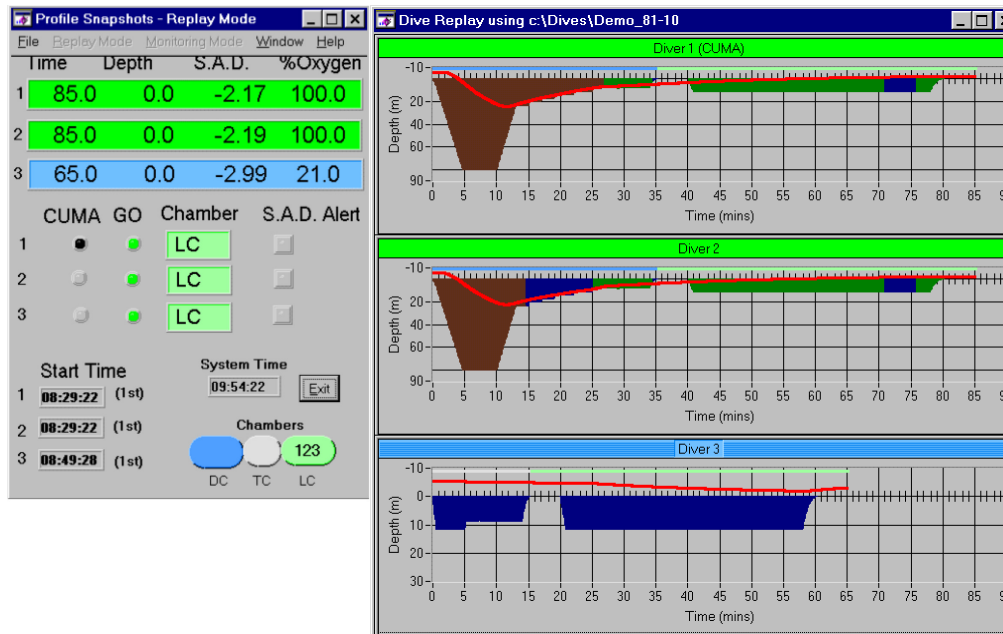 Profile Snapshots - Replay Mode
File Replay Mode Monitoring Mode Window Help
Time Depth S.A.D. %Oxygen
1 85.0 0.0 -2.17 100.0
2 85.0 0.0 -2.19 100.0
3 65.0 0.0 -2.99 21.0
CUMA GO Chamber S.A.D. Alert
1 LC
2 LC
3 LC
Start Time
System Time
1 08:29:22 (1st)
09:54:22 Exit
2 08:29:22 (1st)
3 08:49:28 (1st)
Chambers
123
DC TC LC
Dive Replay using c:\Dives\Demo_81-10
Diver 1 (CUMA)
Depth (m)
-10
20
40
60
90
0 5 10 15 20 25 30 35 40 45 50 55 60 65 70 75 80 85 9
Time (mins)
Diver 2
Depth (m)
-10
20
40
60
90
0 5 10 15 20 25 30 35 40 45 50 55 60 65 70 75 80 85 9
Time (mins)
Diver 3
Depth (m)
-10
0
10
20
30
0 5 10 15 20 25 30 35 40 45 50 55 60 65 70 75 80 85 9
Time (mins)